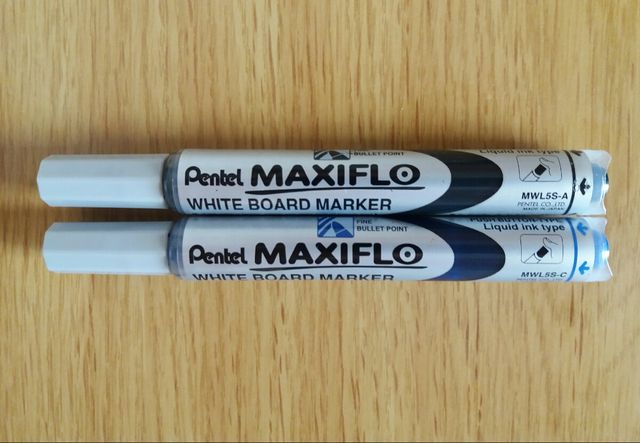 BULLET POINT
Pentel MAXIFLO
WHITE BOARD MARKER
Liquid ink type
MWL5S-A
PENTEL CO., LTD.
MADE IN JAPAN
FINE
BULLET POINT
Pentel MAXIFLO
WHITE BOARD MARKER
Liquid ink type
MWL5S-C